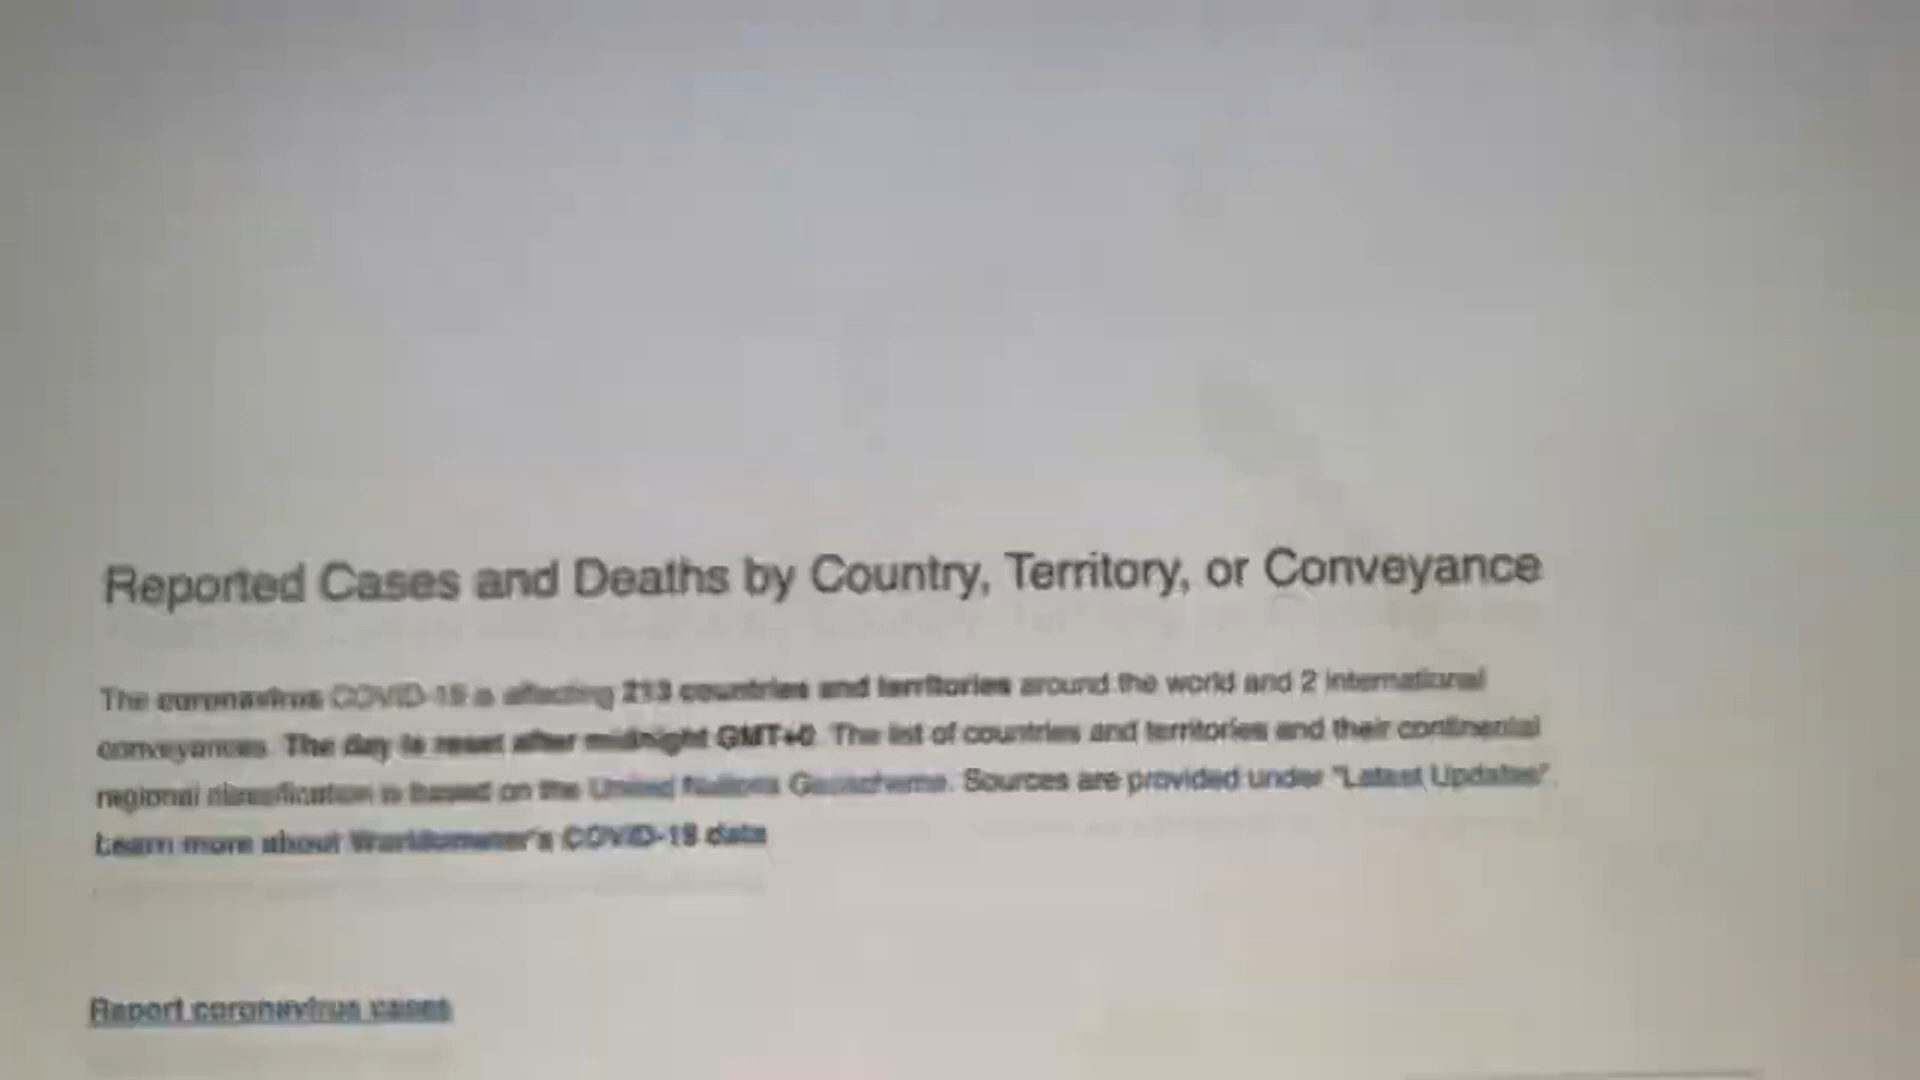 Reported Cases and Deaths by Country, Territory, or Conveyance
The coronavirus COVID-19 is affecting 213 countries and territories around the world and 2 international
conveyances. The day is reset after midnight GMT+0. The list of countries and territories and their continental
regional classification is based on the United Nations Geoscheme. Sources are provided under "Latest Updates".
Learn more about Worldometer's COVID-19 data
Report coronavirus cases